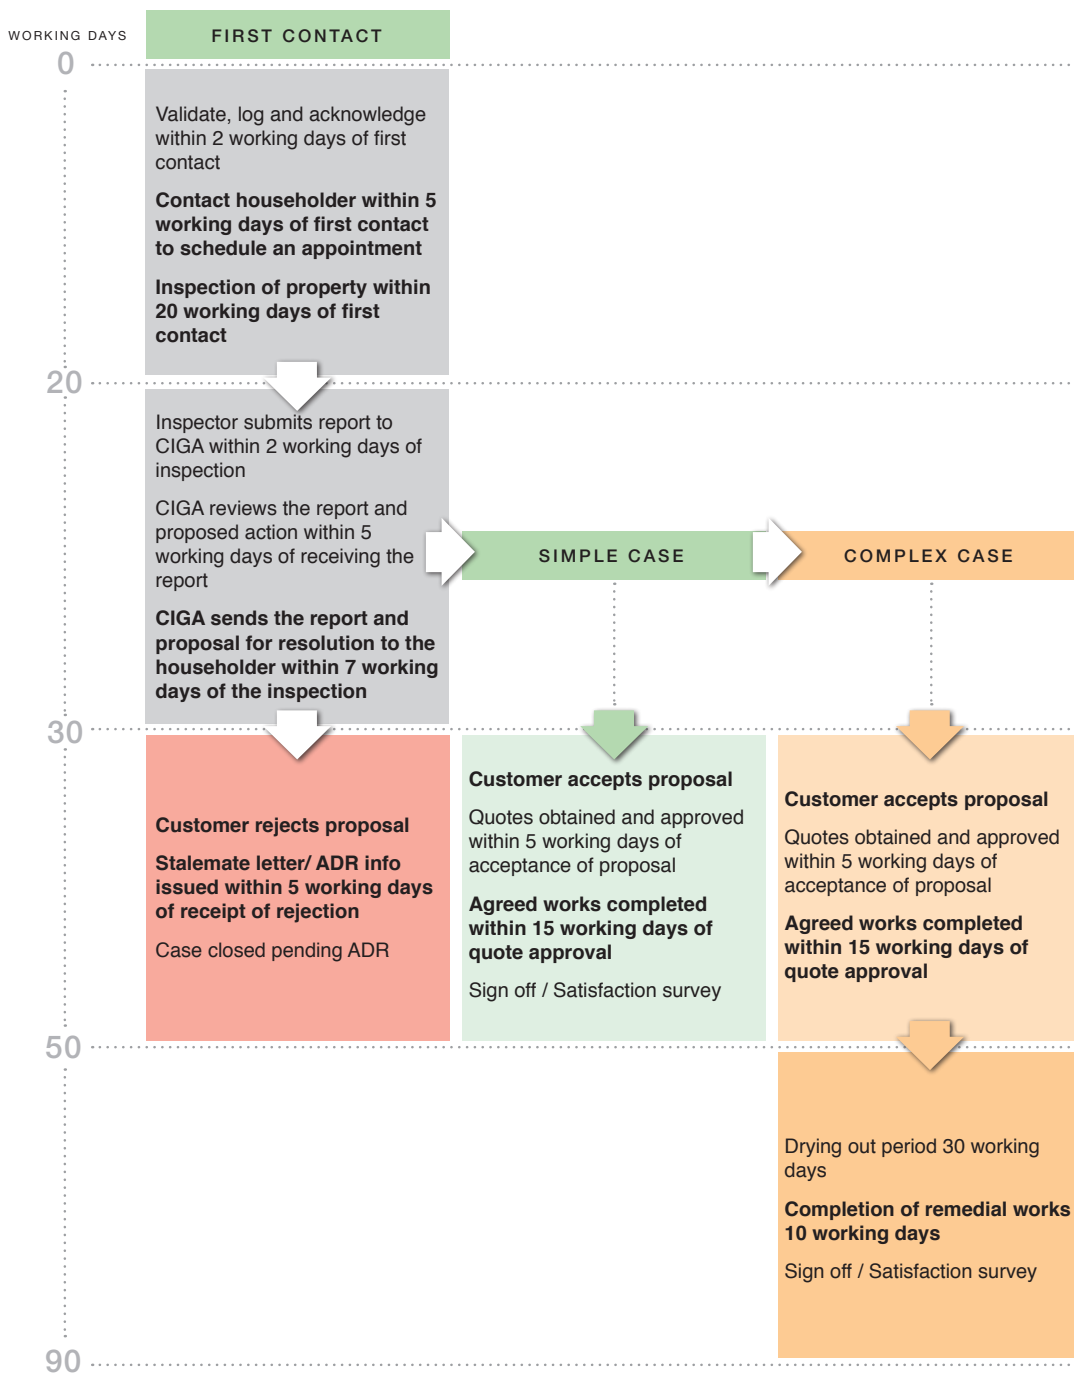 WORKING DAYS
FIRST CONTACT
0
Validate, log and acknowledge
within 2 working days of first
contact
Contact householder within 5
working days of first contact
to schedule an appointment
Inspection of property within
20 working days of first
contact
20
Inspector submits report to
CIGA within 2 working days of
inspection
CIGA reviews the report and
proposed action within 5
working days of receiving the
report
CIGA sends the report and
proposal for resolution to the
householder within 7 working
days of the inspection
SIMPLE CASE
COMPLEX CASE
30
Customer rejects proposal
Stalemate letter/ ADR info
issued within 5 working days
of receipt of rejection
Case closed pending ADR
Customer accepts proposal
Quotes obtained and approved
within 5 working days of
acceptance of proposal
Agreed works completed
within 15 working days of
quote approval
Sign off / Satisfaction survey
Customer accepts proposal
Quotes obtained and approved
within 5 working days of
acceptance of proposal
Agreed works completed
within 15 working days of
quote approval
50
Drying out period 30 working
days
Completion of remedial works
10 working days
Sign off / Satisfaction survey
90